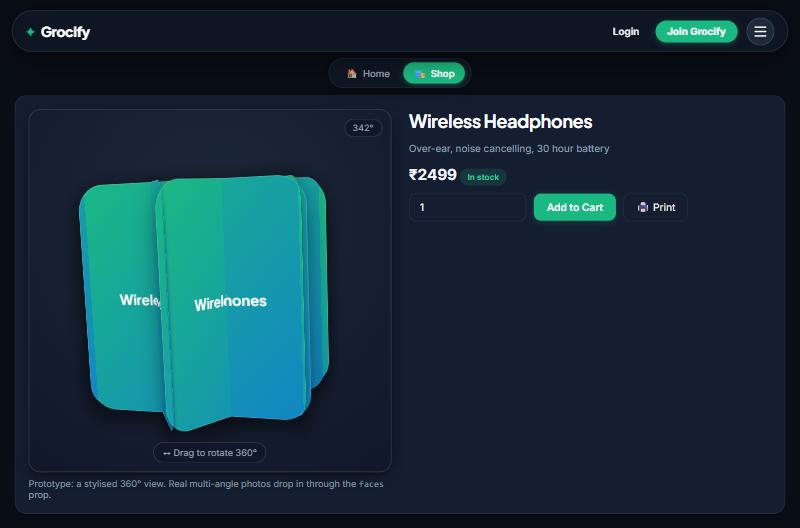 Grocify
Login
Join Grocify
Home
Shop
342°
Wireless Headphones
Over-ear, noise cancelling, 30 hour battery
₹2499 In stock
1
Add to Cart
Print
↔ Drag to rotate 360°
Prototype: a stylised 360° view. Real multi-angle photos drop in through the faces
prop.